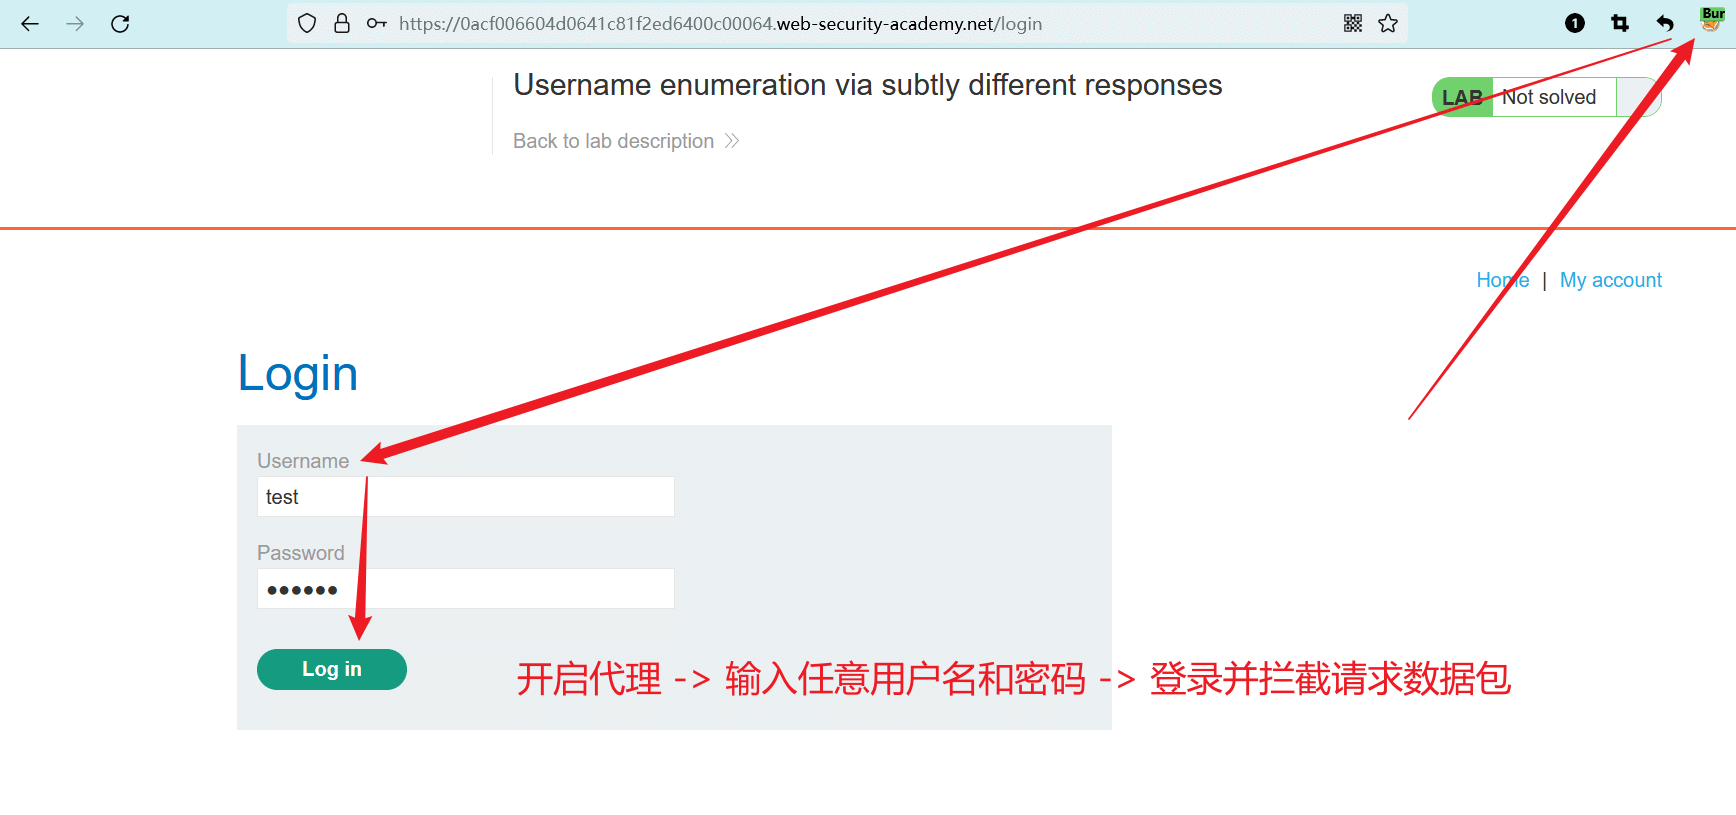 https://0acf006604d0641c81f2ed6400c00064.web-security-academy.net/login
1
Bur
Username enumeration via subtly different responses
LAB
Not solved
Back to lab description
Home | My account
Login
Username
test
Password
Log in
开启代理 -> 输入任意用户名和密码 -> 登录并拦截请求数据包